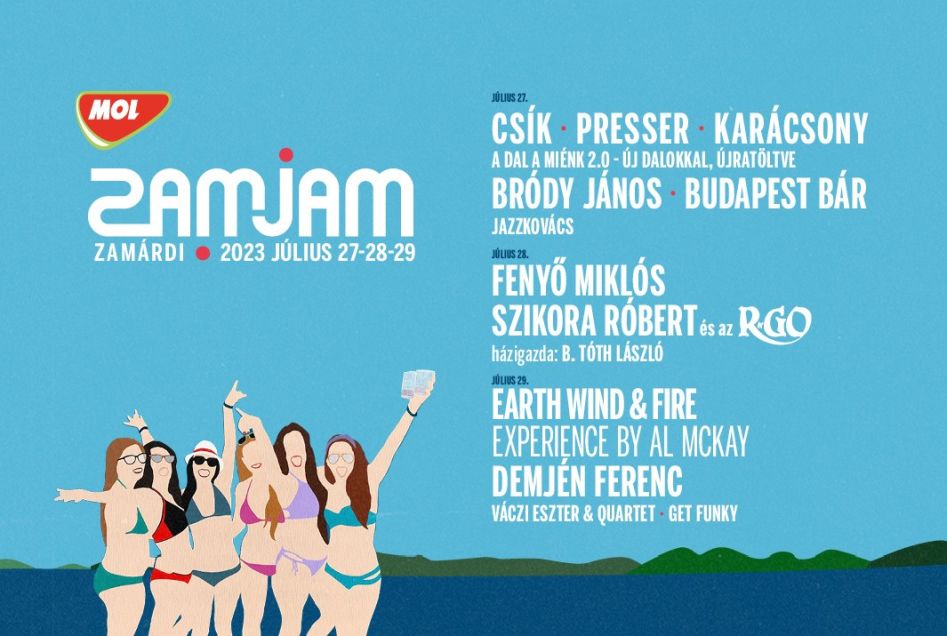 MOL
ZAMJAM
ZAMÁRDI • 2023 JÚLIUS 27-28-29
JÚLIUS 27.
CSÍK • PRESSER • KARÁCSONY
A DAL A MIÉNK 2.0 - ÚJ DALOKKAL, ÚJRATÖLTVE
BRÓDY JÁNOS • BUDAPEST BÁR
JAZZKOVÁCS
JÚLIUS 28.
FENYŐ MIKLÓS
SZIKORA RÓBERT és az R-GO
házigazda: B. TÓTH LÁSZLÓ
JÚLIUS 29.
EARTH WIND & FIRE
EXPERIENCE BY AL MCKAY
DEMJÉN FERENC
VÁCZI ESZTER & QUARTET • GET FUNKY